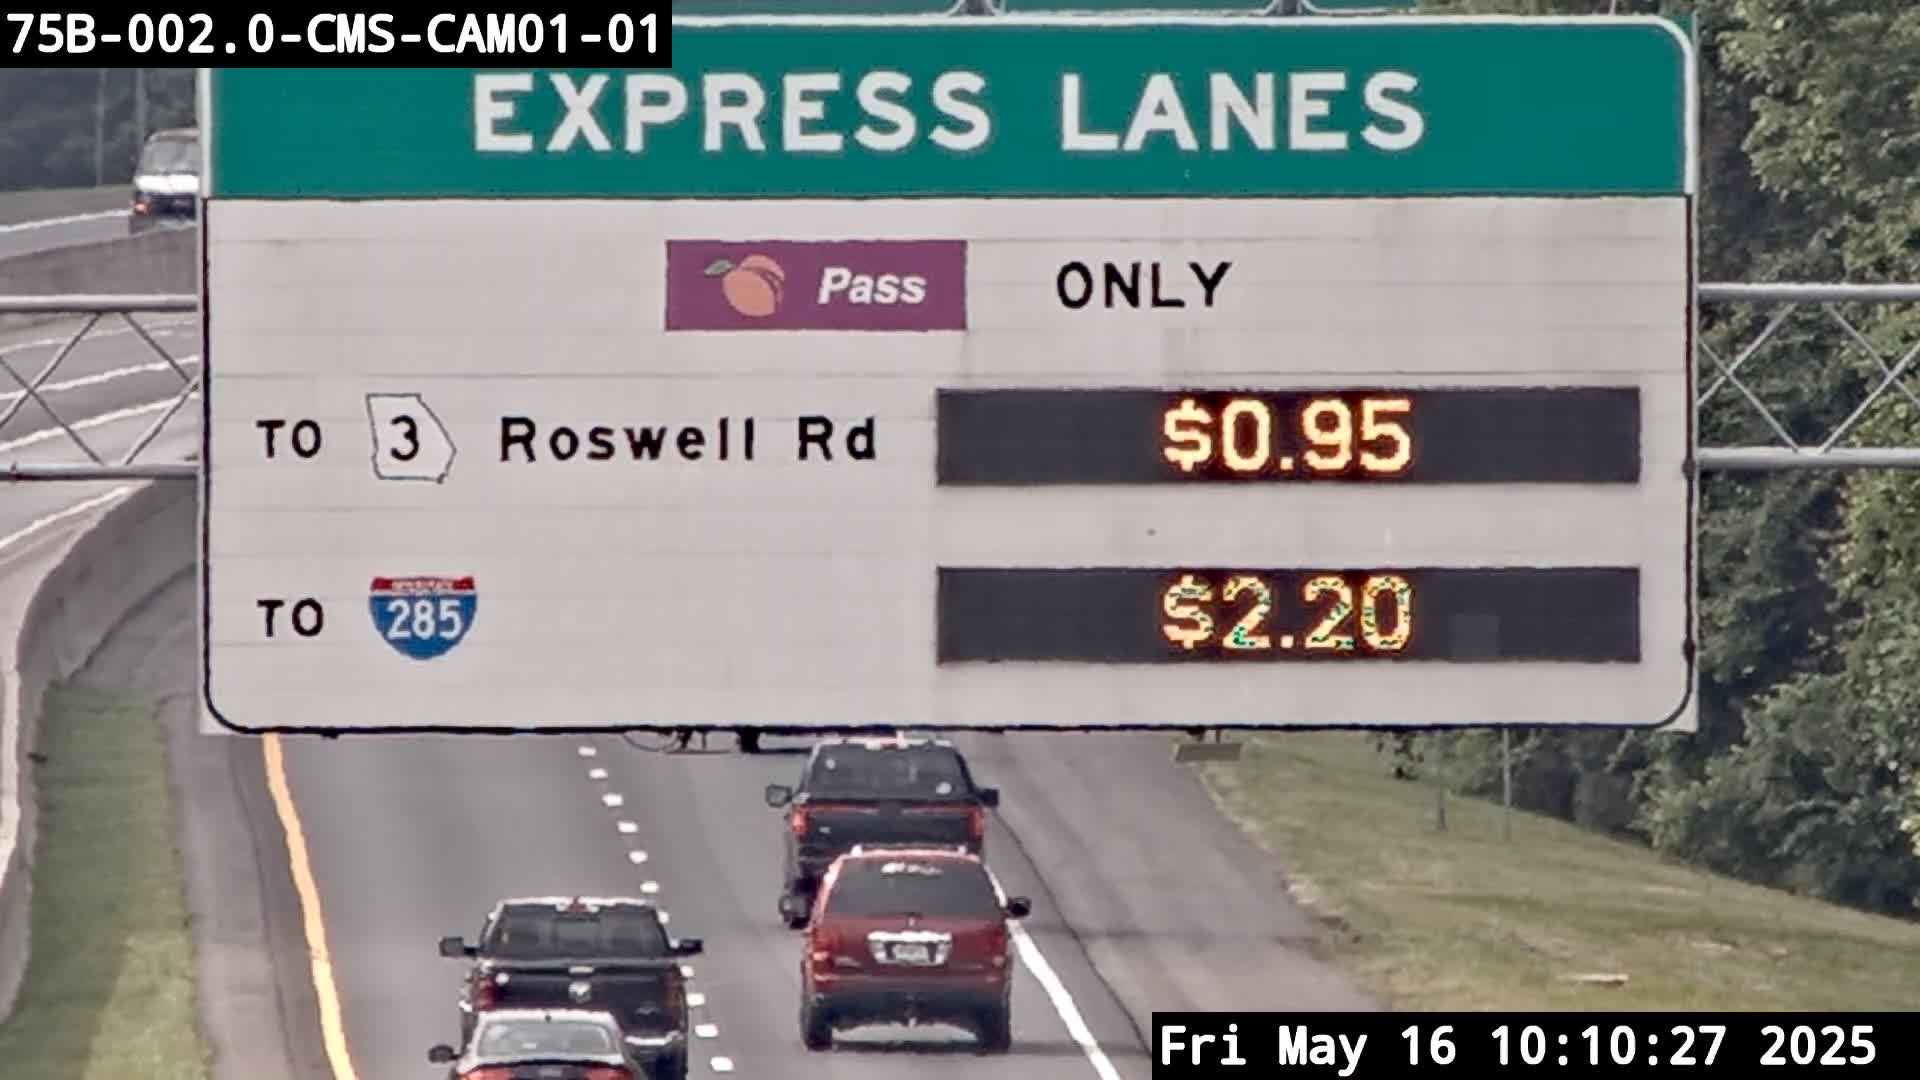 75B-002.0-CMS-CAM01-01
EXPRESS LANES
Pass ONLY
TO 3 Roswell Rd $0.95
TO 285 $2.20
Fri May 16 10:10:27 2025